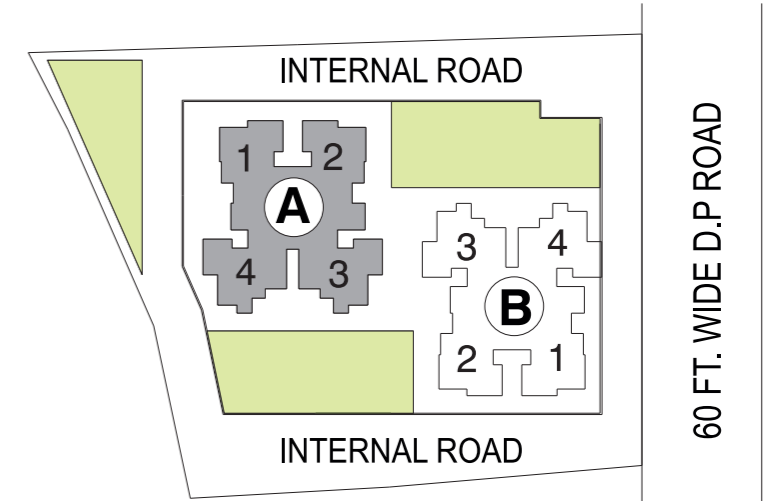 INTERNAL ROAD
1 2
A
4 3
3 4
B
2 1
INTERNAL ROAD
60 FT. WIDE D.P ROAD